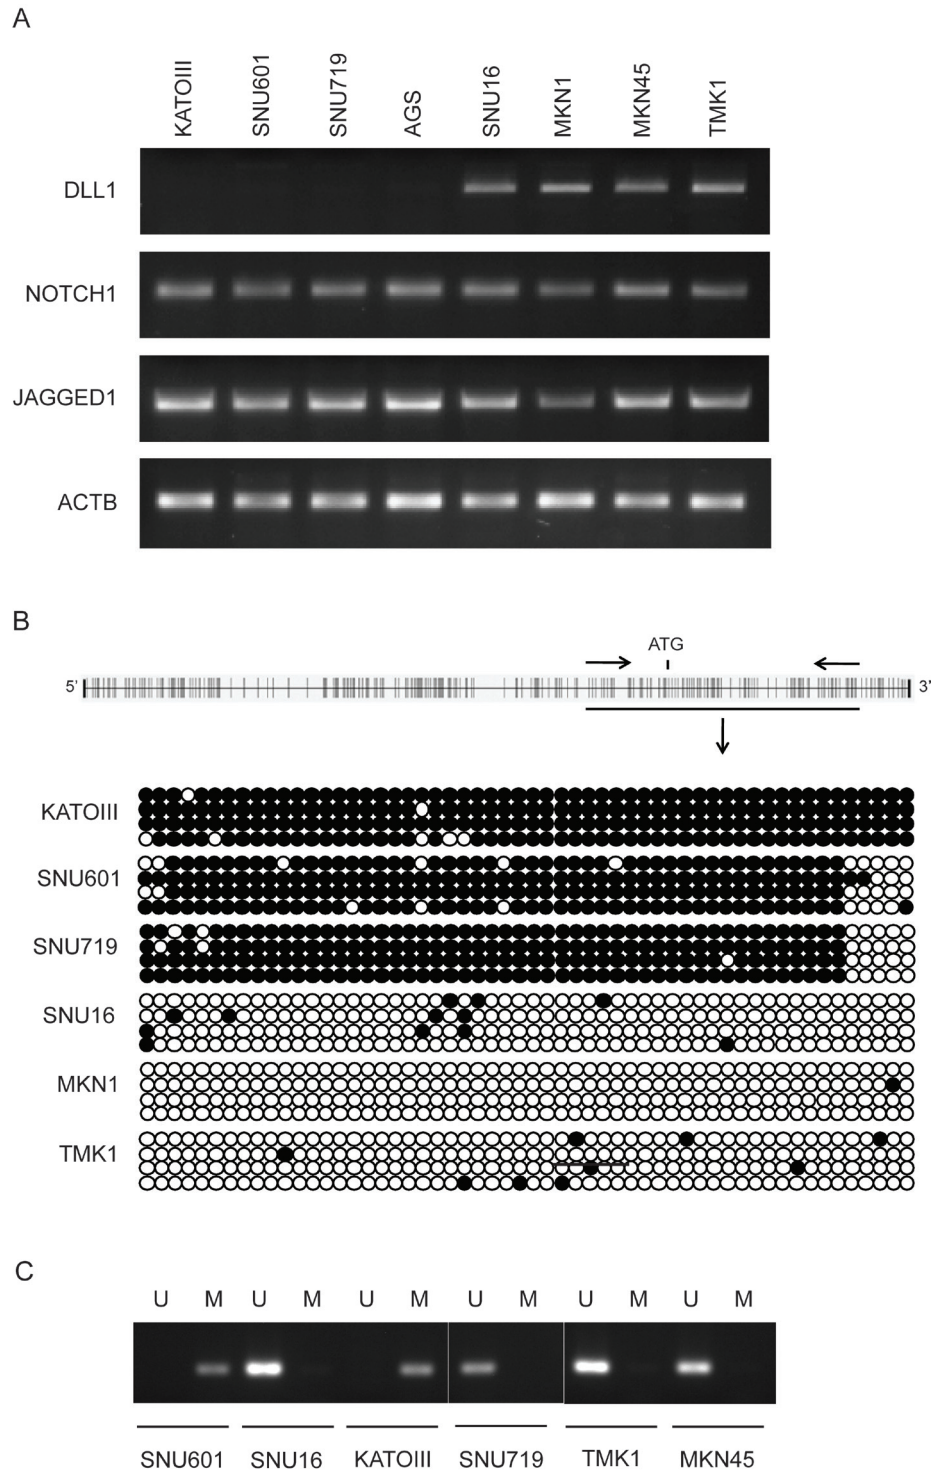 A
KATOIII SNU601 SNU719 AGS SNU16 MKN1 MKN45 TMK1
DLL1
NOTCH1
JAGGED1
ACTB
B
ATG
5' 3'
KATOIII
SNU601
SNU719
SNU16
MKN1
TMK1
C
U M U M U M U M U M U M
SNU601 SNU16 KATOIII SNU719 TMK1 MKN45